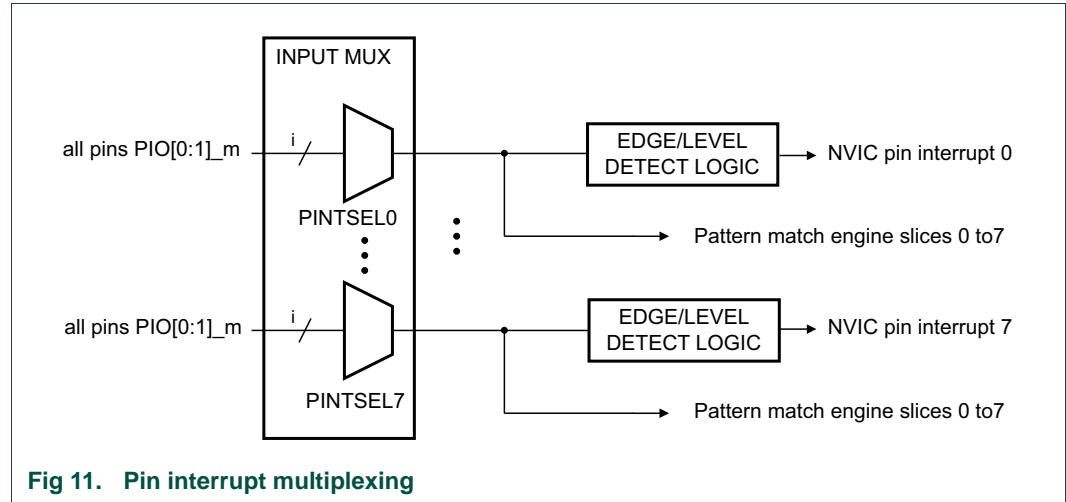 INPUT MUX
all pins PIO[0:1]_m
i
PINTSEL0
EDGE/LEVEL
DETECT LOGIC
NVIC pin interrupt 0
Pattern match engine slices 0 to7
all pins PIO[0:1]_m
i
PINTSEL7
EDGE/LEVEL
DETECT LOGIC
NVIC pin interrupt 7
Pattern match engine slices 0 to7
Fig 11. Pin interrupt multiplexing